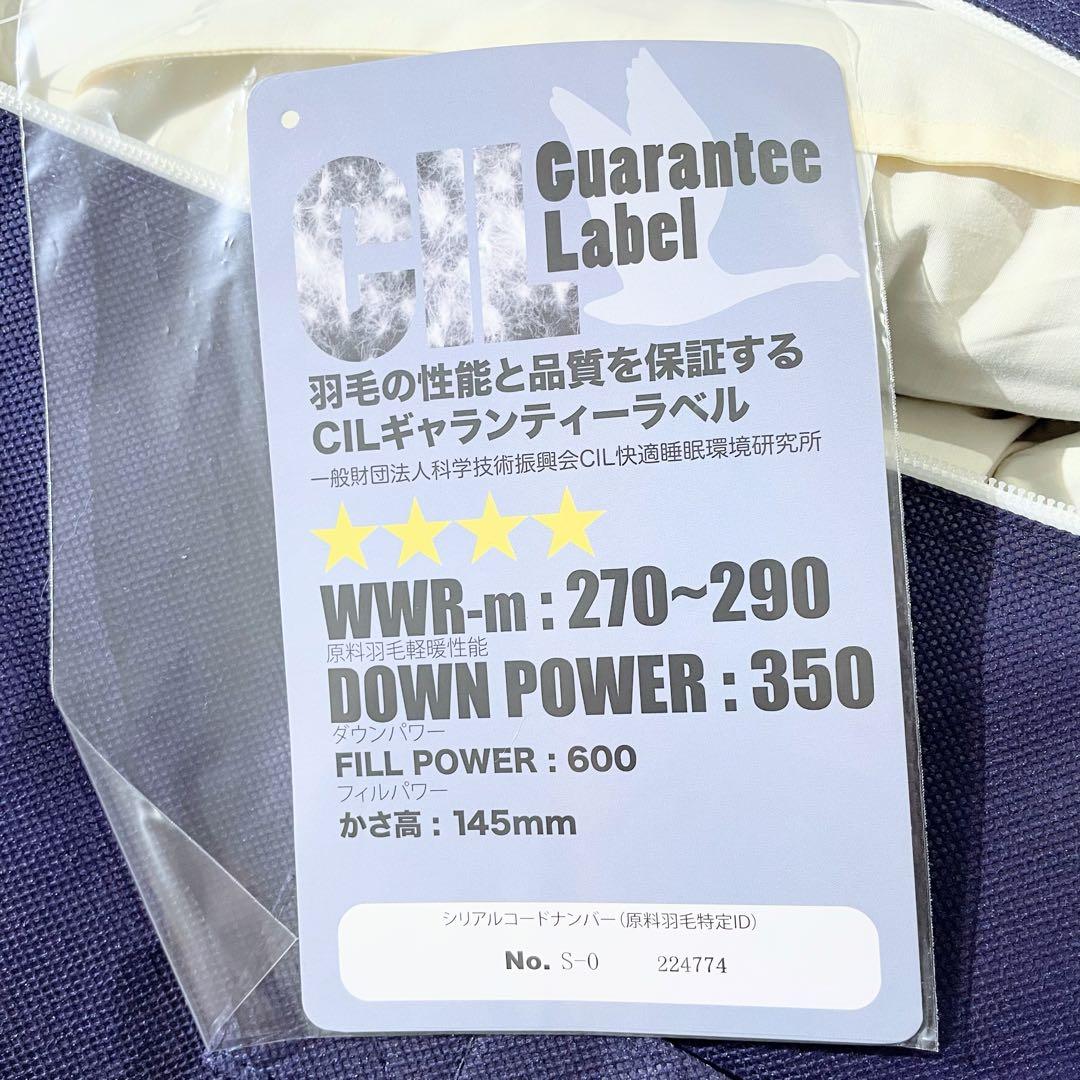 CIL Guarantee
Label
羽毛の性能と品質を保証する
CILギャランティーラベル
一般財団法人科学技術振興会CIL快適睡眠環境研究所
★★★★
WWR-m : 270~290
原料羽毛軽暖性能
DOWN POWER : 350
ダウンパワー
FILL POWER : 600
フィルパワー
かさ高 : 145mm
シリアルコードナンバー(原料羽毛特定ID)
No. S-0 224774